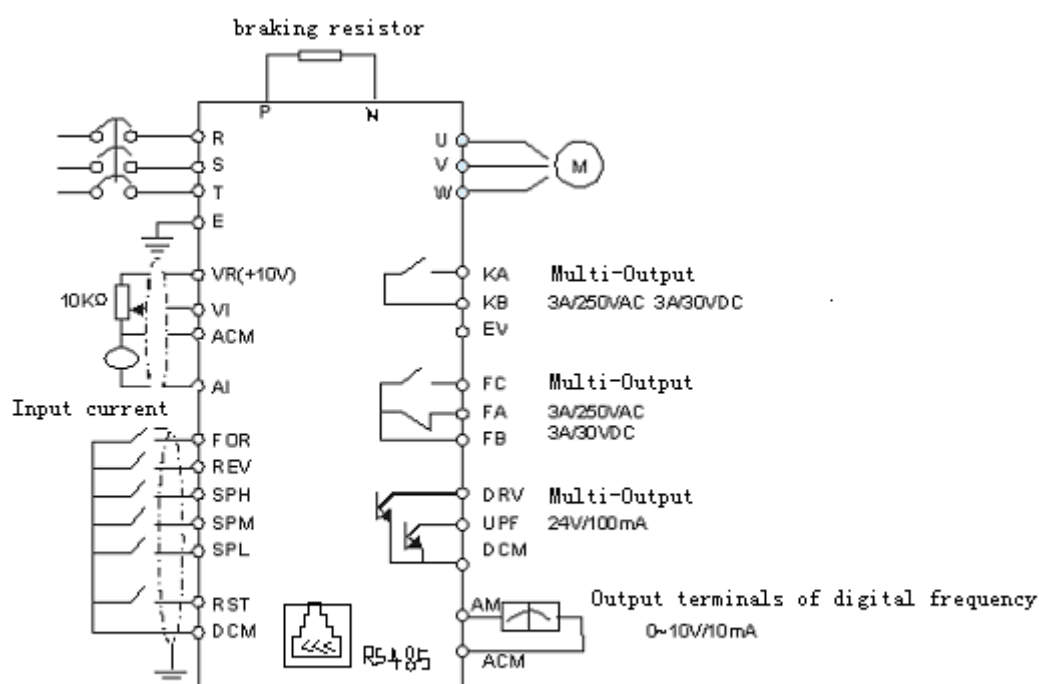 braking resistor
P
N
R
S
T
E
VR(+10V)
10KΩ
VI
ACM
AI
Input current
FOR
REV
SPH
SPM
SPL
RST
DCM
RS485
U
V
W
M
KA Multi-Output
KB 3A/250VAC 3A/30VDC
EV
FC Multi-Output
FA 3A/250VAC
FB 3A/30VDC
DRV Multi-Output
UPF 24V/100mA
DCM
AM Output terminals of digital frequency
0~10V/10mA
ACM